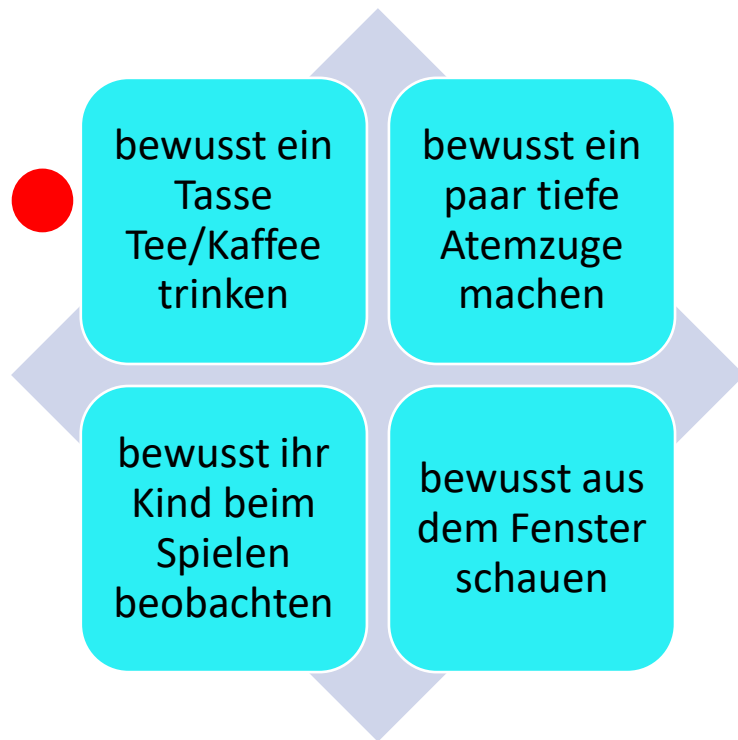 bewusst ein
Tasse
Tee/Kaffee
trinken
bewusst ein
paar tiefe
Atemzuge
machen
bewusst ihr
Kind beim
Spielen
beobachten
bewusst aus
dem Fenster
schauen